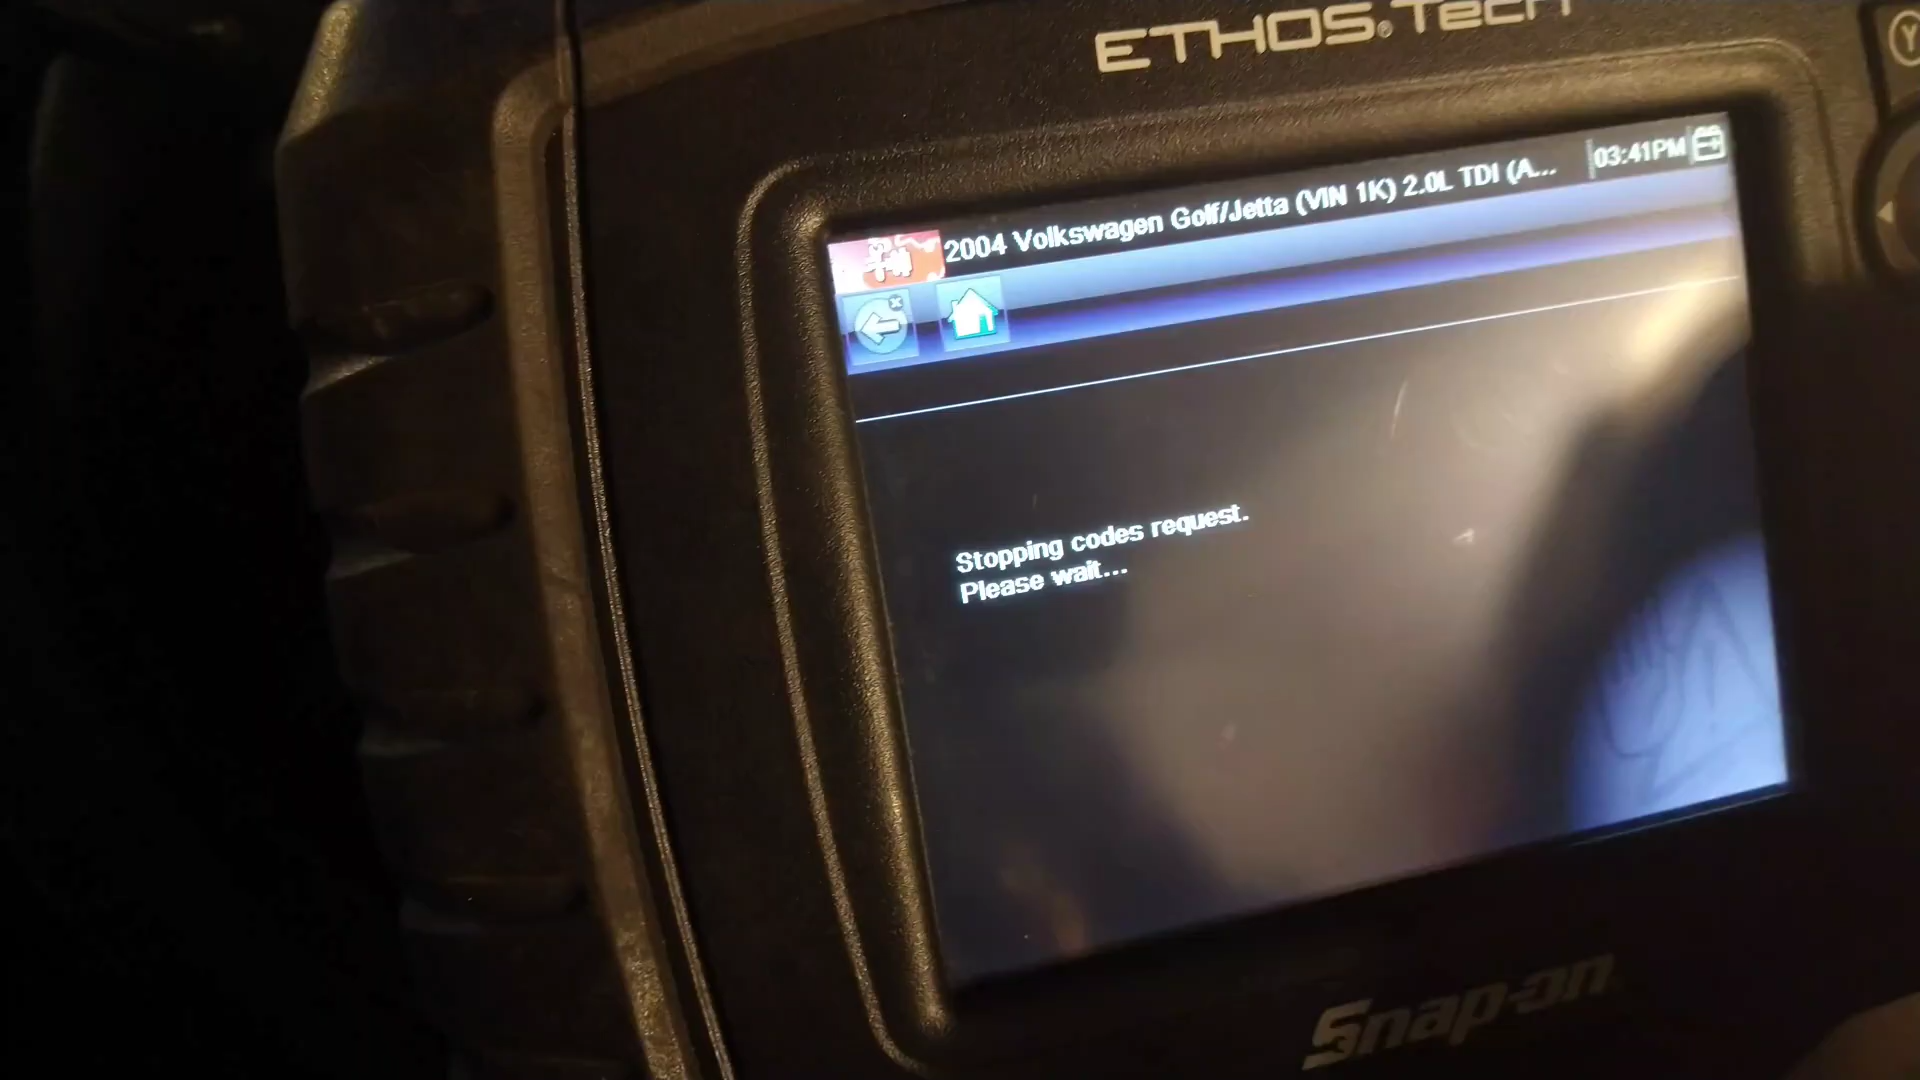 ETHOS®Tech
Y
2004 Volkswagen Golf/Jetta (VIN 1K) 2.0L TDI (A...
03:41PM
Stopping codes request.
Please wait...
Snap-on